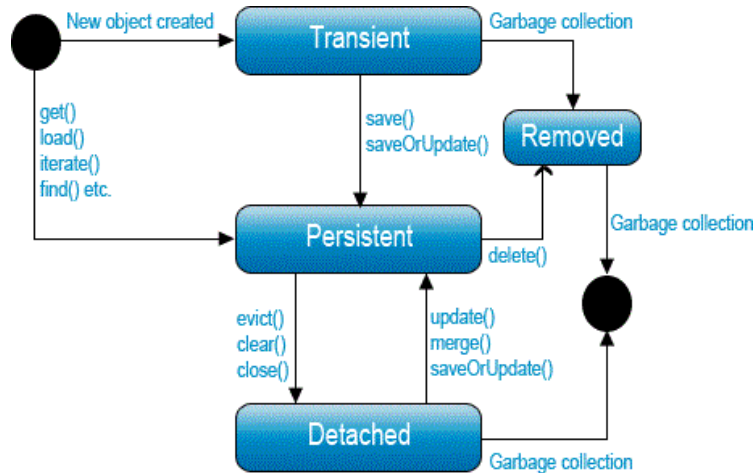 New object created
Transient
Garbage collection
get()
load()
iterate()
find() etc.
save()
saveOrUpdate()
Removed
Persistent
delete()
Garbage collection
evict()
clear()
close()
update()
merge()
saveOrUpdate()
Detached
Garbage collection